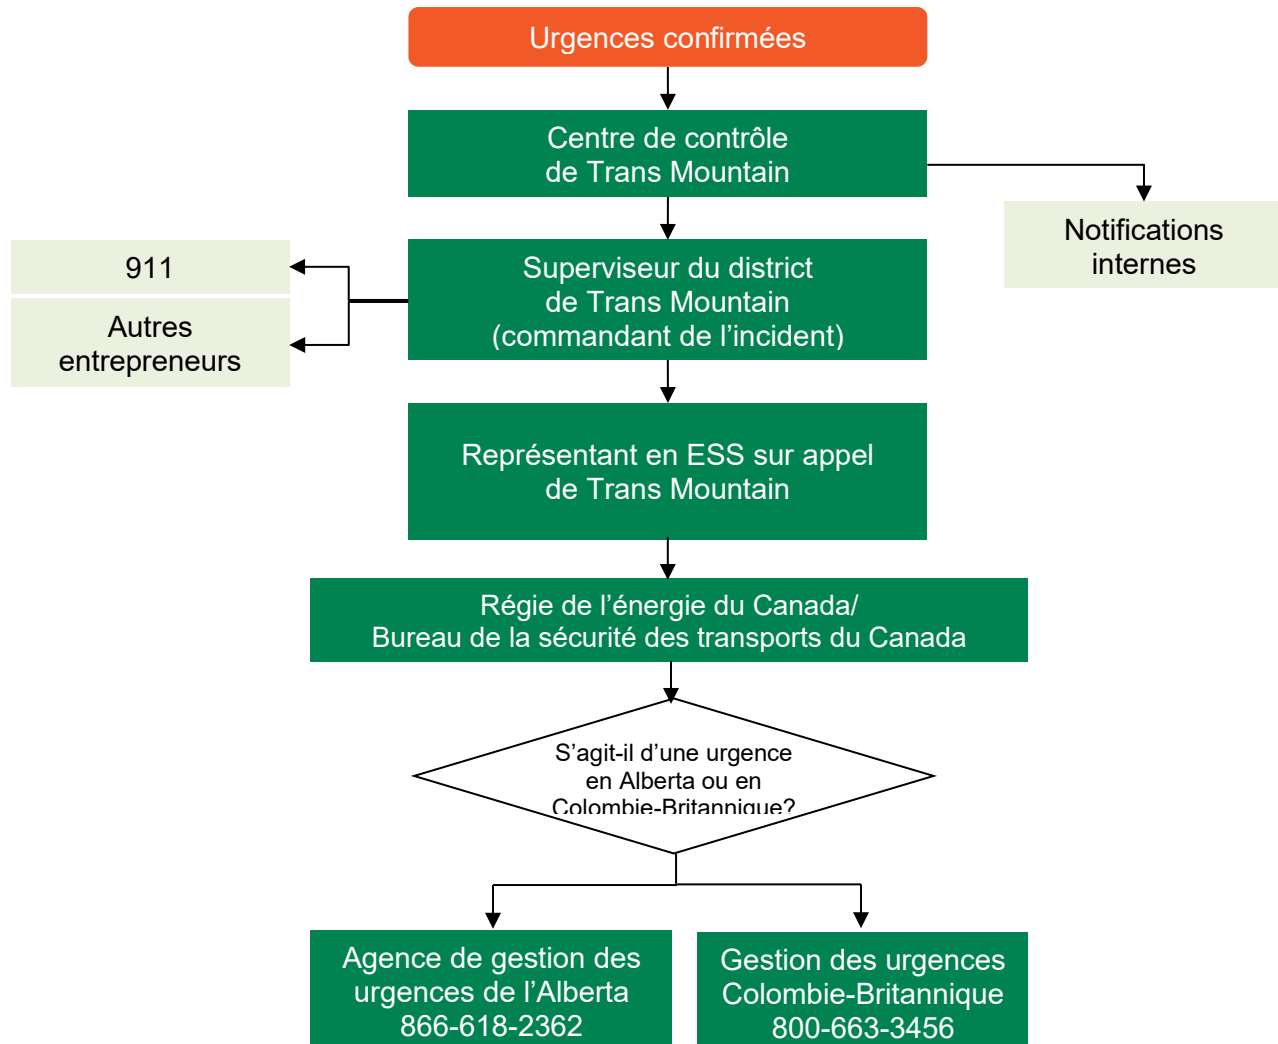 Urgences confirmées
Centre de contrôle
de Trans Mountain
Notifications
internes
911
Autres
entrepreneurs
Superviseur du district
de Trans Mountain
(commandant de l’incident)
Représentant en ESS sur appel
de Trans Mountain
Régie de l’énergie du Canada/
Bureau de la sécurité des transports du Canada
S’agit-il d’une urgence
en Alberta ou en
Colombie-Britannique?
Agence de gestion des
urgences de l’Alberta
866-618-2362
Gestion des urgences
Colombie-Britannique
800-663-3456